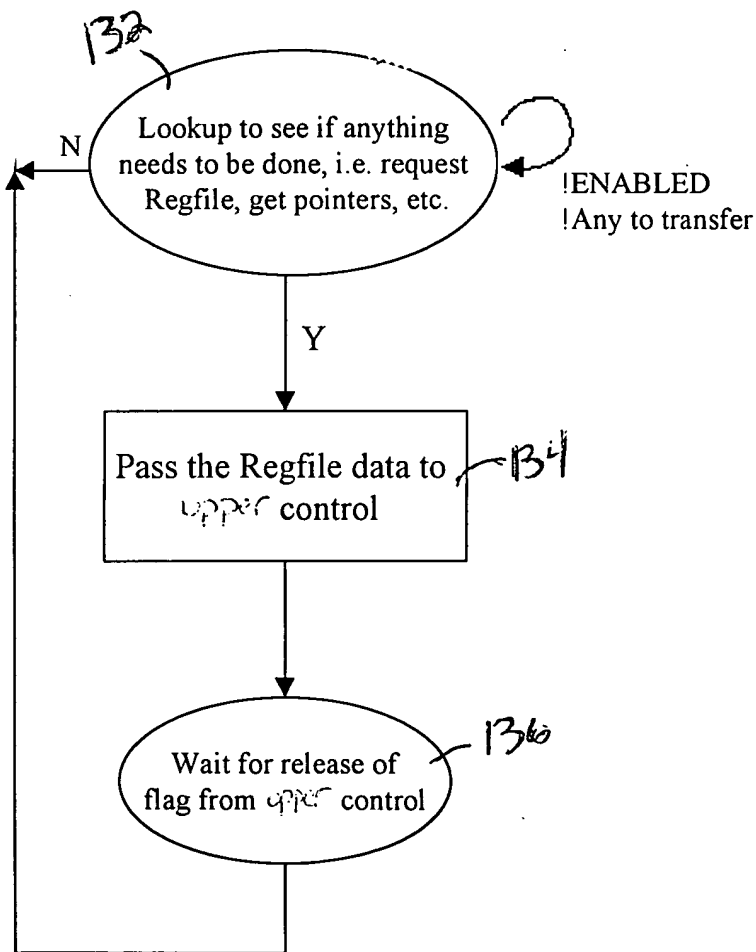 132
Lookup to see if anything
needs to be done, i.e. request
Regfile, get pointers, etc.
N
!ENABLED
!Any to transfer
Y
Pass the Regfile data to
upper control
134
136
Wait for release of
flag from upper control